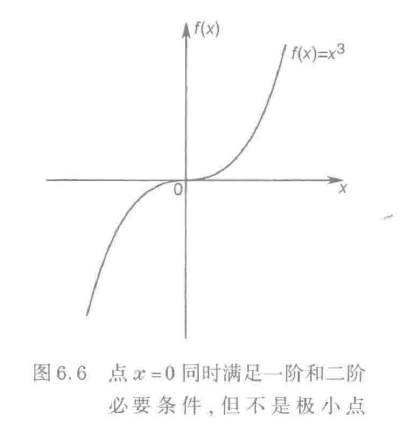 f(x)
f(x)=x³
0
x
图6.6 点x=0同时满足一阶和二阶
必要条件,但不是极小点